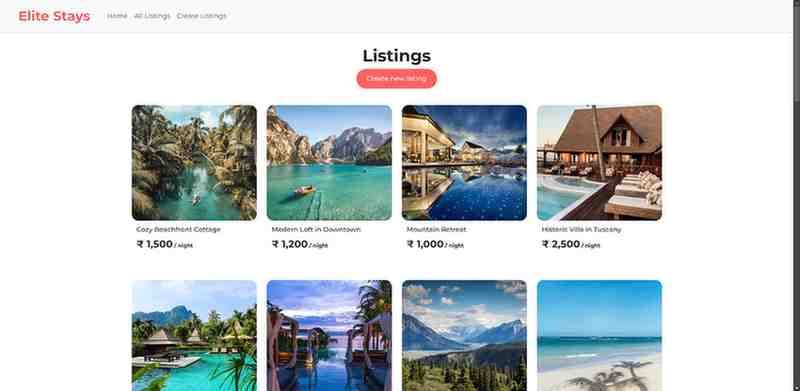 Elite Stays Home All Listings Create Listings
Listings
Create new listing
Cozy Beachfront Cottage
₹ 1,500 / night
Modern Loft in Downtown
₹ 1,200 / night
Mountain Retreat
₹ 1,000 / night
Historic Villa in Tuscany
₹ 2,500 / night